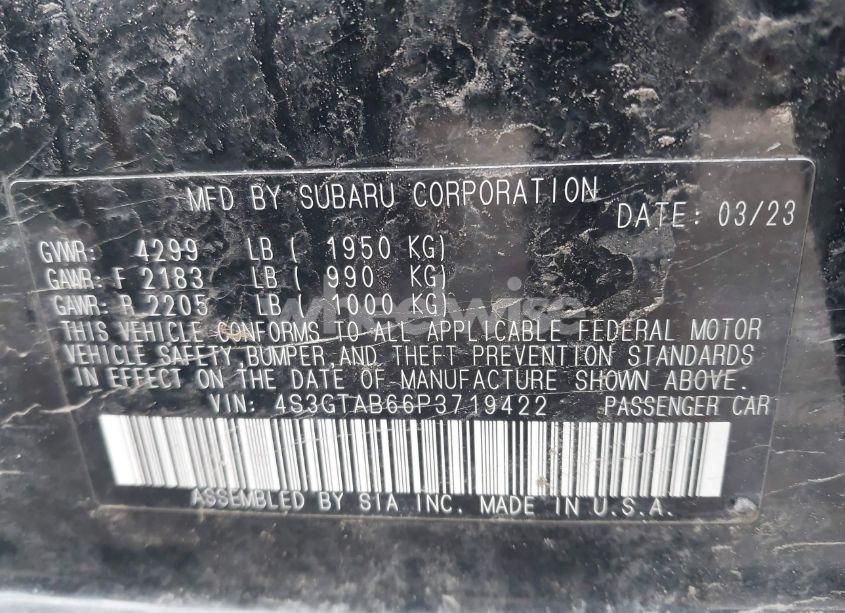 MFD BY SUBARU CORPORATION
DATE: 03/23
GVWR: 4299 LB ( 1950 KG)
GAWR: F 2183 LB ( 990 KG)
GAWR: R 2205 LB ( 1000 KG)
THIS VEHICLE CONFORMS TO ALL APPLICABLE FEDERAL MOTOR
VEHICLE SAFETY, BUMPER, AND THEFT PREVENTION STANDARDS
IN EFFECT ON THE DATE OF MANUFACTURE SHOWN ABOVE.
VIN: 4S3GTAB66P3719422 PASSENGER CAR
ASSEMBLED BY SIA INC. MADE IN U.S.A.